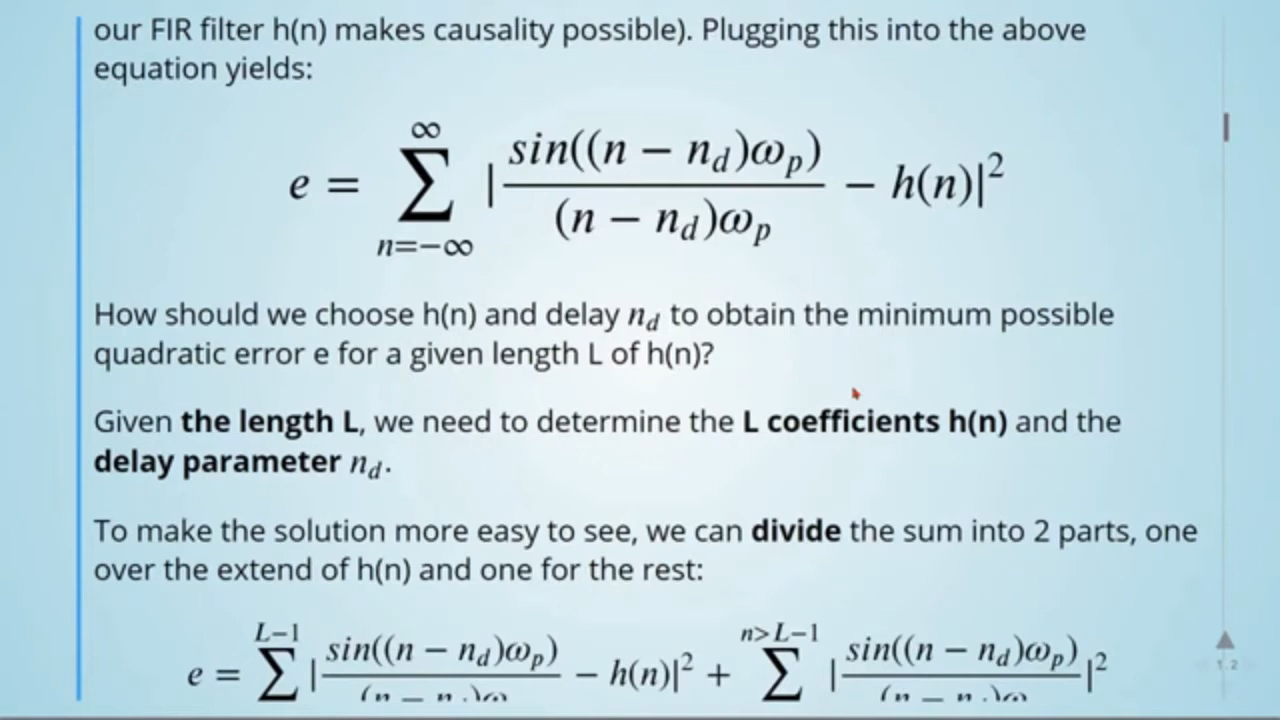 our FIR filter h(n) makes causality possible). Plugging this into the above
equation yields:
e = ∑_{n=−∞}^{∞} | sin((n − n_d)ω_p) / (n − n_d)ω_p − h(n)|²
How should we choose h(n) and delay n_d to obtain the minimum possible
quadratic error e for a given length L of h(n)?
Given the length L, we need to determine the L coefficients h(n) and the
delay parameter n_d.
To make the solution more easy to see, we can divide the sum into 2 parts, one
over the extend of h(n) and one for the rest:
e = ∑^{L−1} | sin((n − n_d)ω_p) − h(n)|² + ∑^{n>L−1} | sin((n − n_d)ω_p) |²
1.2